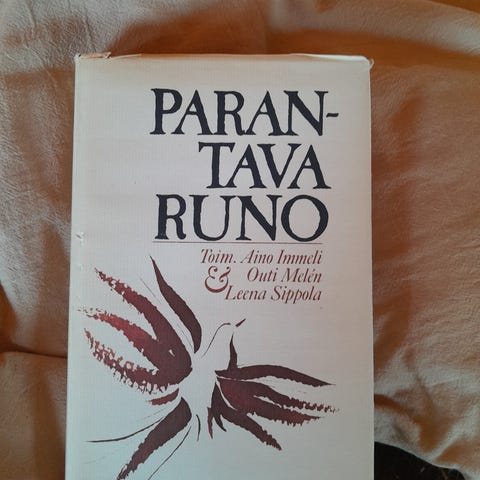 PARAN-
TAVA
RUNO
Toim. Aino Immeli
Outi Melén
& Leena Sippola